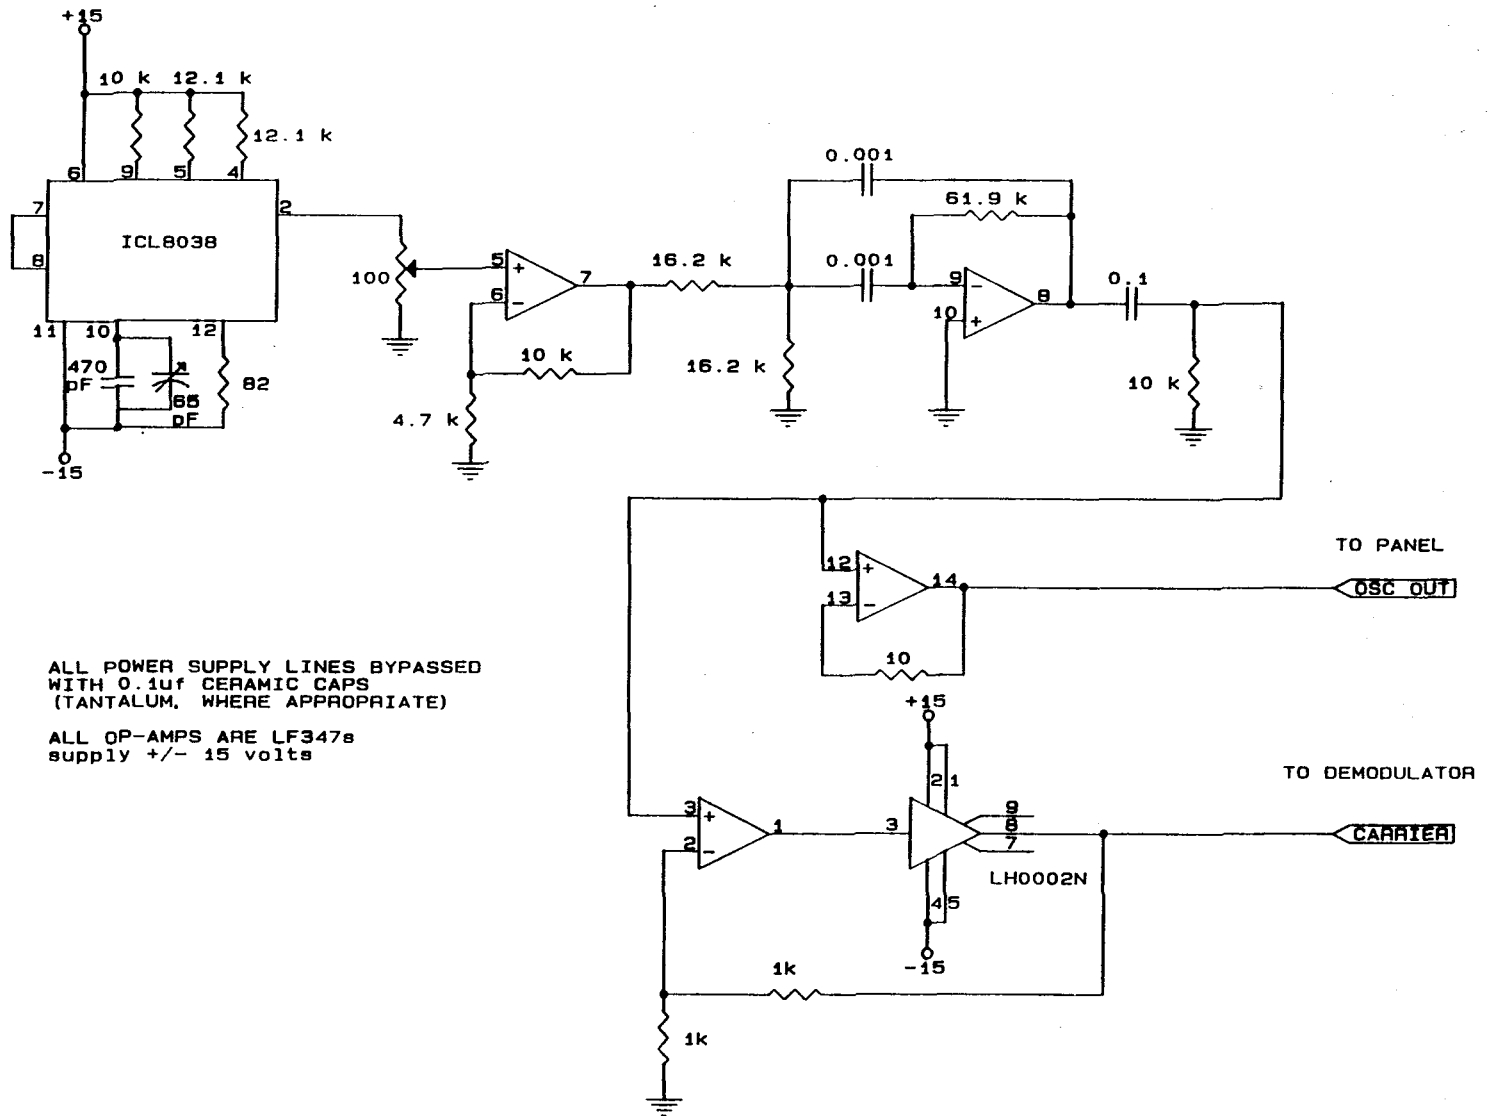 +15
10 k 12.1 k
12.1 k
6 9 5 4
7
2
ICL8038
8
100
11 10 12
470
pF
65
pF
82
-15
5
+
7
6
-
10 k
4.7 k
16.2 k
16.2 k
0.001
61.9 k
0.001
9
-
8
10
+
0.1
10 k
TO PANEL
12
+
14
OSC OUT
13
-
10
ALL POWER SUPPLY LINES BYPASSED
WITH 0.1uf CERAMIC CAPS
(TANTALUM, WHERE APPROPRIATE)
ALL OP-AMPS ARE LF347s
supply +/- 15 volts
+15
TO DEMODULATOR
2 1
3
+
1
3
9
8
7
CARRIER
2
-
LH0002N
4 5
-15
1k
1k